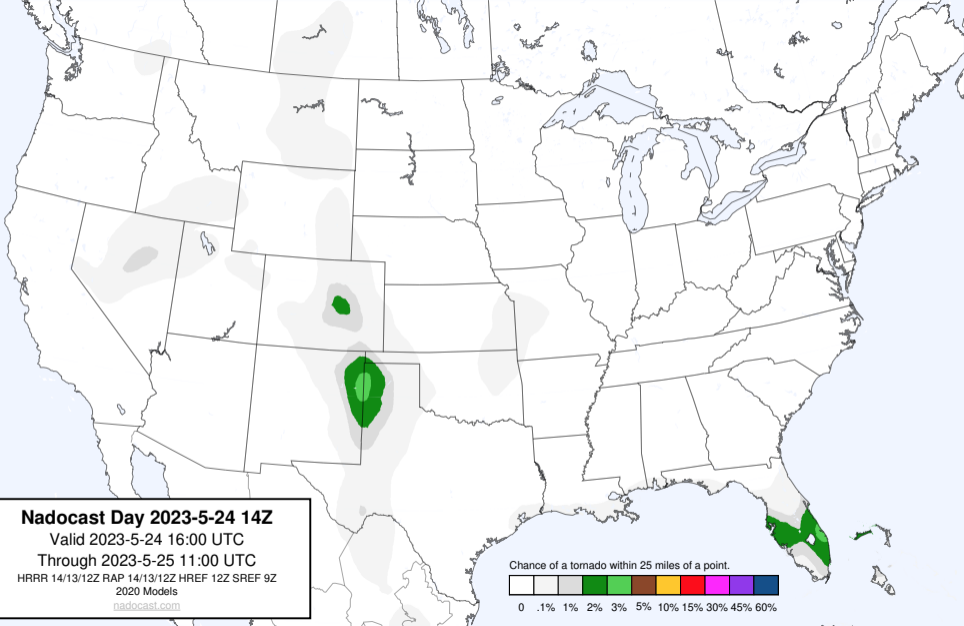 Nadocast Day 2023-5-24 14Z
Valid 2023-5-24 16:00 UTC
Through 2023-5-25 11:00 UTC
HRRR 14/13/12Z RAP 14/13/12Z HREF 12Z SREF 9Z
2020 Models
nadocast.com
Chance of a tornado within 25 miles of a point.
0 .1% 1% 2% 3% 5% 10% 15% 30% 45% 60%